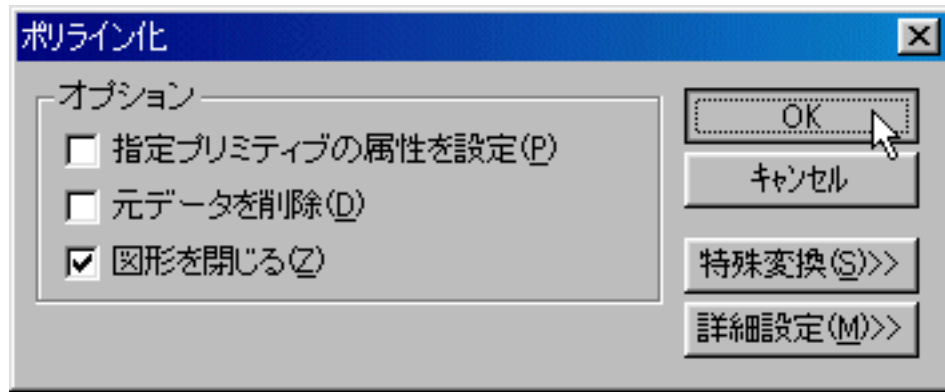 ポリライン化
オプション
指定プリミティブの属性を設定(P)
元データを削除(D)
図形を閉じる(Z)
OK
キャンセル
特殊変換(S)>>
詳細設定(M)>>